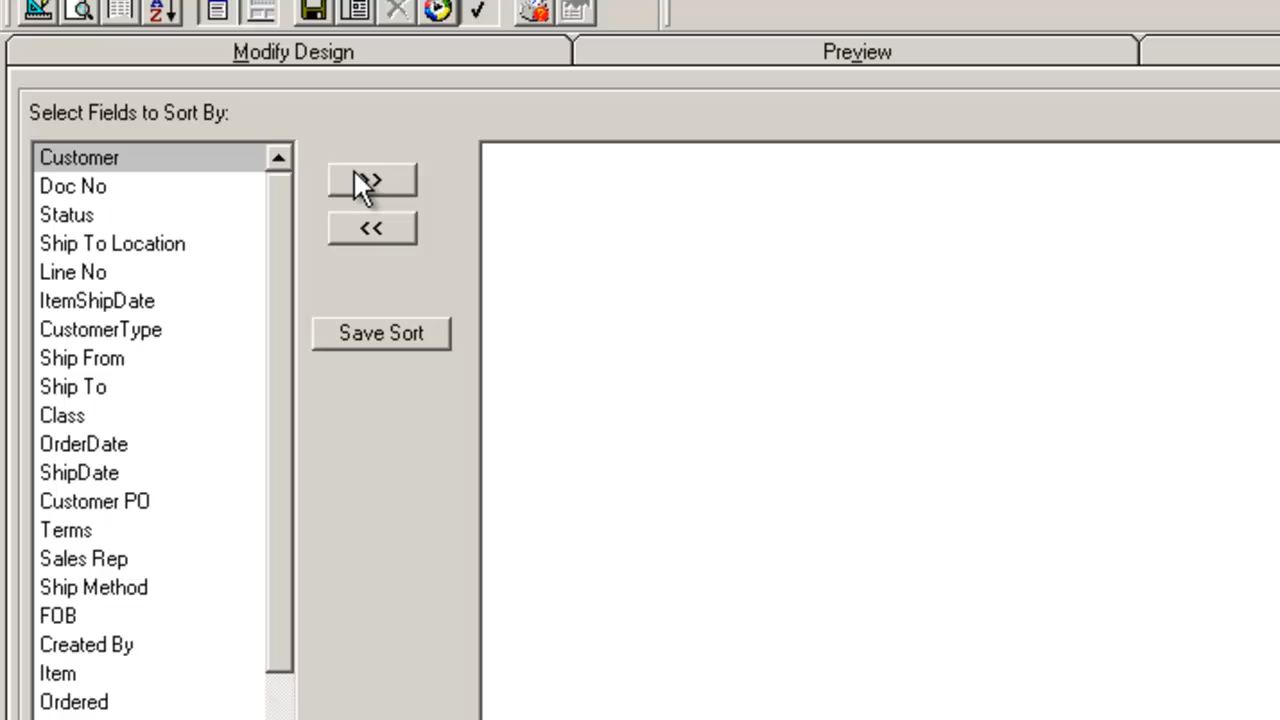 Modify Design
Preview
Select Fields to Sort By:
Customer
Doc No
Status
Ship To Location
Line No
ItemShipDate
CustomerType
Ship From
Ship To
Class
OrderDate
ShipDate
Customer PO
Terms
Sales Rep
Ship Method
FOB
Created By
Item
Ordered
>>
<<
Save Sort